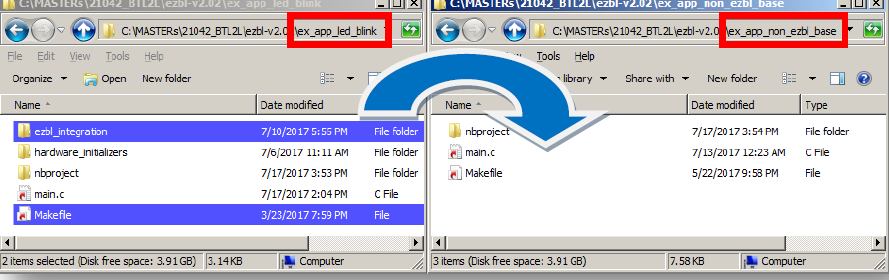 C:\MASTERs\21042_BTL2L\ezbl-v2.02\ex_app_led_blink
C:\MASTERs\21042_BTL2L\ezbl-v2.02\ex_app_led_blink
File Edit View Tools Help
Organize Open New folder
Name Date modified Type
ezbl_integration 7/10/2017 5:55 PM File folder
hardware_initializers 7/6/2017 11:11 AM File folder
nbproject 7/17/2017 3:53 PM File folder
main.c 7/17/2017 2:04 PM C File
Makefile 3/23/2017 7:59 PM File
2 items selected (Disk free space: 3.91 GB) 3.14 KB Computer
C:\MASTERs\21042_BTL2L\ezbl-v2.02\ex_app_non_ezbl_base
C:\MASTERs\21042_BTL2L\ezbl-v2.02\ex_app_non_ezbl_base
Tools Help
library Share with New folder
Name Date modified Type
nbproject 7/17/2017 3:54 PM File folder
main.c 7/13/2017 12:23 AM C File
Makefile 5/22/2017 9:58 PM File
3 items (Disk free space: 3.91 GB) 7.58 KB Computer